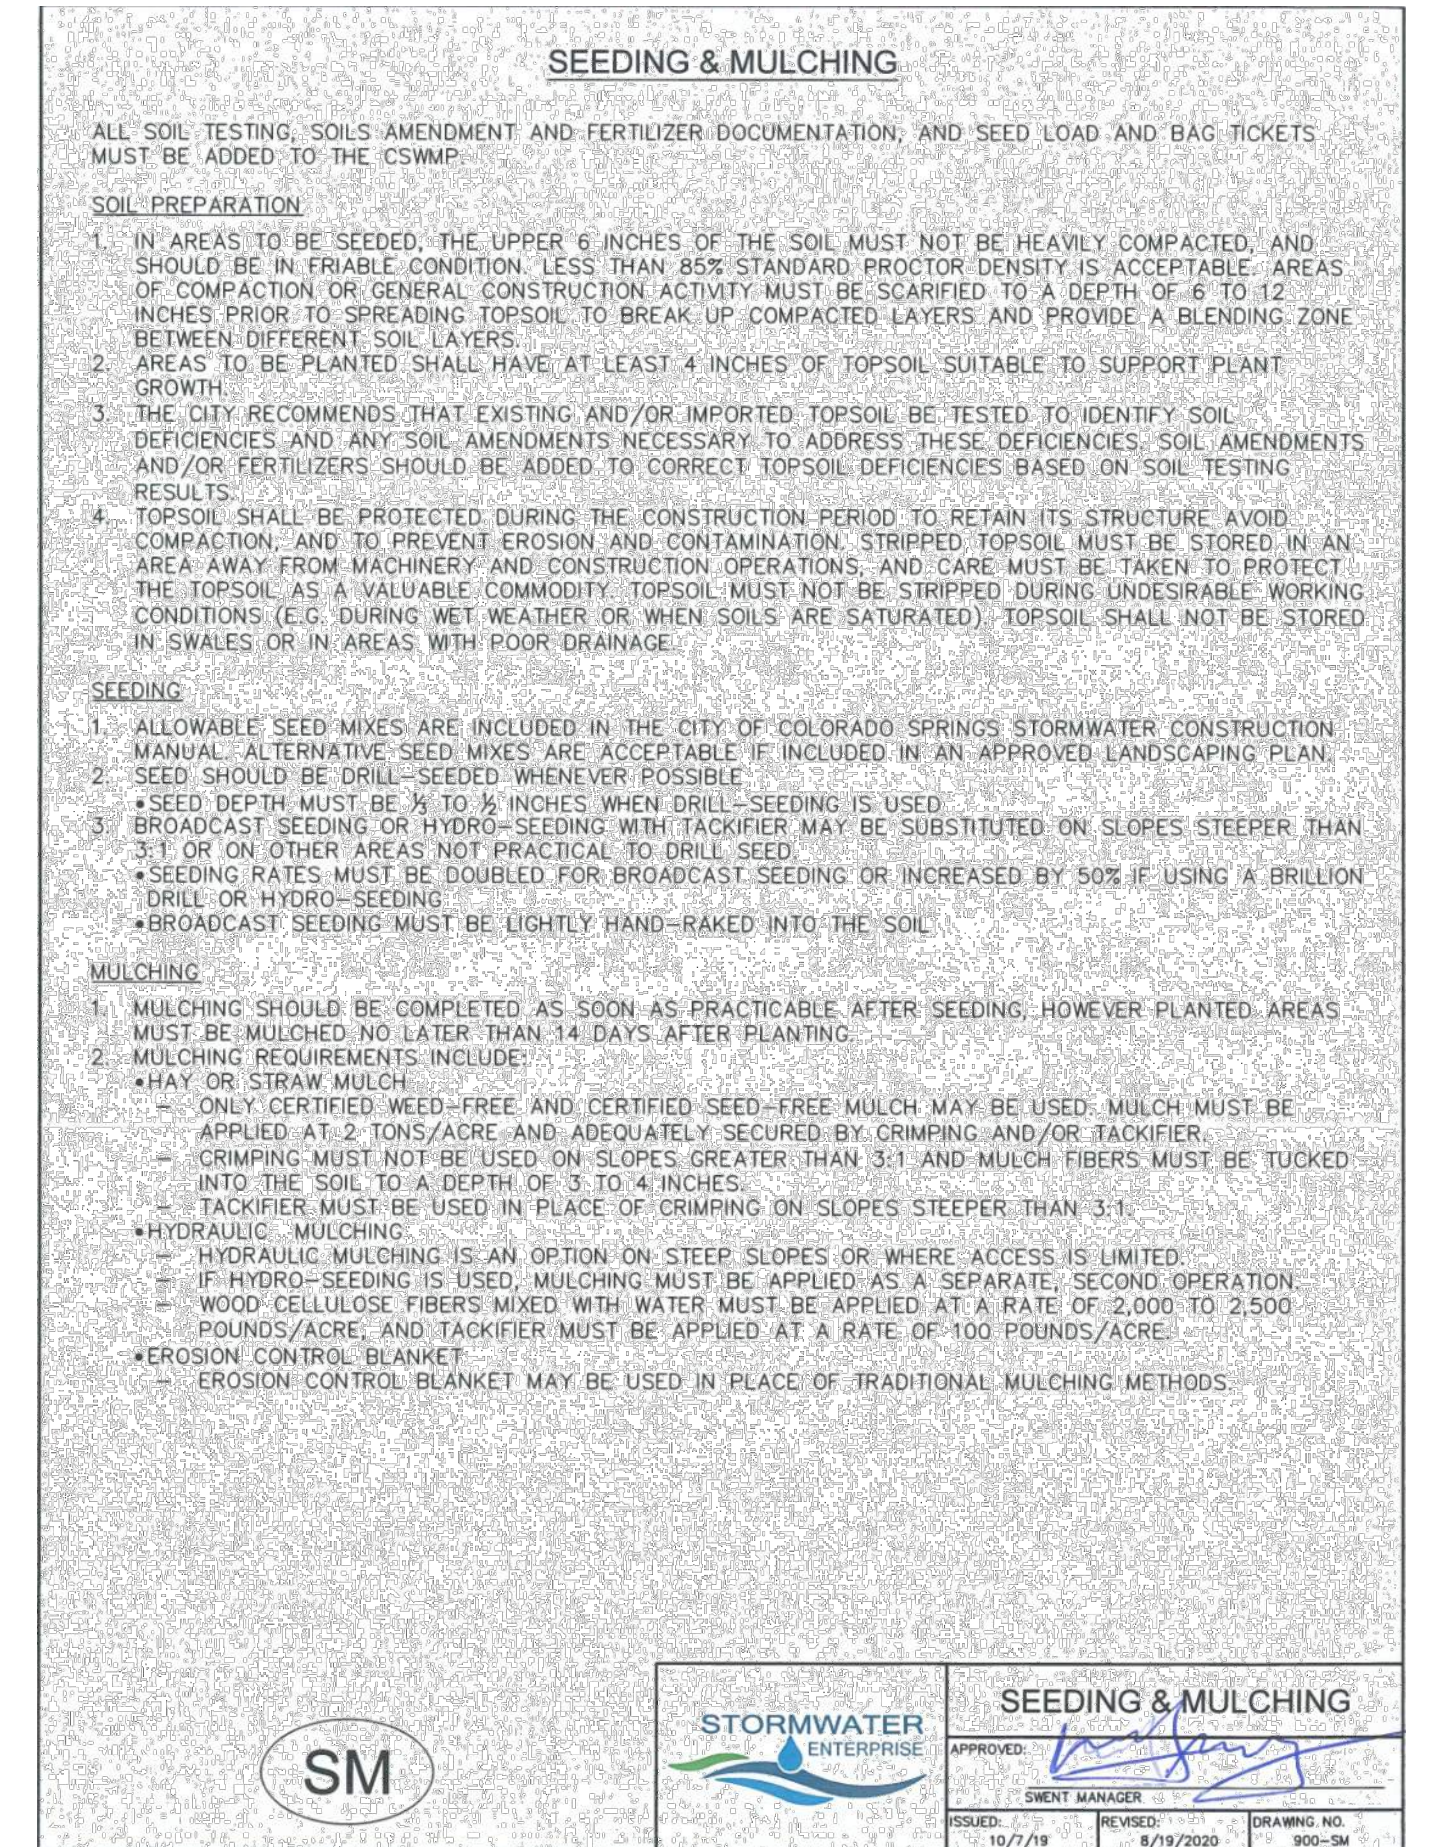 SEEDING & MULCHING
ALL SOIL TESTING, SOILS AMENDMENT AND FERTILIZER DOCUMENTATION, AND SEED LOAD AND BAG TICKETS
MUST BE ADDED TO THE CSWMP.
SOIL PREPARATION
1. IN AREAS TO BE SEEDED, THE UPPER 6 INCHES OF THE SOIL MUST NOT BE HEAVILY COMPACTED, AND
SHOULD BE IN FRIABLE CONDITION. LESS THAN 85% STANDARD PROCTOR DENSITY IS ACCEPTABLE. AREAS
OF COMPACTION OR GENERAL CONSTRUCTION ACTIVITY MUST BE SCARIFIED TO A DEPTH OF 6 TO 12
INCHES PRIOR TO SPREADING TOPSOIL TO BREAK UP COMPACTED LAYERS AND PROVIDE A BLENDING ZONE
BETWEEN DIFFERENT SOIL LAYERS.
2. AREAS TO BE PLANTED SHALL HAVE AT LEAST 4 INCHES OF TOPSOIL SUITABLE TO SUPPORT PLANT
GROWTH.
3. THE CITY RECOMMENDS THAT EXISTING AND/OR IMPORTED TOPSOIL BE TESTED TO IDENTIFY SOIL
DEFICIENCIES AND ANY SOIL AMENDMENTS NECESSARY TO ADDRESS THESE DEFICIENCIES. SOIL AMENDMENTS
AND/OR FERTILIZERS SHOULD BE ADDED TO CORRECT TOPSOIL DEFICIENCIES BASED ON SOIL TESTING
RESULTS.
4. TOPSOIL SHALL BE PROTECTED DURING THE CONSTRUCTION PERIOD TO RETAIN ITS STRUCTURE AVOID
COMPACTION, AND TO PREVENT EROSION AND CONTAMINATION. STRIPPED TOPSOIL MUST BE STORED IN AN
AREA AWAY FROM MACHINERY AND CONSTRUCTION OPERATIONS, AND CARE MUST BE TAKEN TO PROTECT
THE TOPSOIL AS A VALUABLE COMMODITY. TOPSOIL MUST NOT BE STRIPPED DURING UNDESIRABLE WORKING
CONDITIONS (E.G. DURING WET WEATHER OR WHEN SOILS ARE SATURATED). TOPSOIL SHALL NOT BE STORED
IN SWALES OR IN AREAS WITH POOR DRAINAGE.
SEEDING
1. ALLOWABLE SEED MIXES ARE INCLUDED IN THE CITY OF COLORADO SPRINGS STORMWATER CONSTRUCTION
MANUAL. ALTERNATIVE SEED MIXES ARE ACCEPTABLE IF INCLUDED IN AN APPROVED LANDSCAPING PLAN.
2. SEED SHOULD BE DRILL-SEEDED WHENEVER POSSIBLE
•SEED DEPTH MUST BE ⅓ TO ½ INCHES WHEN DRILL-SEEDING IS USED
3. BROADCAST SEEDING OR HYDRO-SEEDING WITH TACKIFIER MAY BE SUBSTITUTED ON SLOPES STEEPER THAN
3:1 OR ON OTHER AREAS NOT PRACTICAL TO DRILL SEED.
•SEEDING RATES MUST BE DOUBLED FOR BROADCAST SEEDING OR INCREASED BY 50% IF USING A BRILLION
DRILL OR HYDRO-SEEDING
•BROADCAST SEEDING MUST BE LIGHTLY HAND-RAKED INTO THE SOIL
MULCHING
1. MULCHING SHOULD BE COMPLETED AS SOON AS PRACTICABLE AFTER SEEDING, HOWEVER PLANTED AREAS
MUST BE MULCHED NO LATER THAN 14 DAYS AFTER PLANTING.
2. MULCHING REQUIREMENTS INCLUDE:
•HAY OR STRAW MULCH
- ONLY CERTIFIED WEED-FREE AND CERTIFIED SEED-FREE MULCH MAY BE USED. MULCH MUST BE
APPLIED AT 2 TONS/ACRE AND ADEQUATELY SECURED BY CRIMPING AND/OR TACKIFIER.
- CRIMPING MUST NOT BE USED ON SLOPES GREATER THAN 3:1 AND MULCH FIBERS MUST BE TUCKED
INTO THE SOIL TO A DEPTH OF 3 TO 4 INCHES.
- TACKIFIER MUST BE USED IN PLACE OF CRIMPING ON SLOPES STEEPER THAN 3:1.
•HYDRAULIC MULCHING
- HYDRAULIC MULCHING IS AN OPTION ON STEEP SLOPES OR WHERE ACCESS IS LIMITED.
- IF HYDRO-SEEDING IS USED, MULCHING MUST BE APPLIED AS A SEPARATE, SECOND OPERATION.
- WOOD CELLULOSE FIBERS MIXED WITH WATER MUST BE APPLIED AT A RATE OF 2,000 TO 2,500
POUNDS/ACRE, AND TACKIFIER MUST BE APPLIED AT A RATE OF 100 POUNDS/ACRE.
•EROSION CONTROL BLANKET
- EROSION CONTROL BLANKET MAY BE USED IN PLACE OF TRADITIONAL MULCHING METHODS.
SM
STORMWATER
ENTERPRISE
SEEDING & MULCHING
APPROVED:
SWENT MANAGER
ISSUED: REVISED: DRAWING NO.
10/7/19 8/19/2020 900-SM